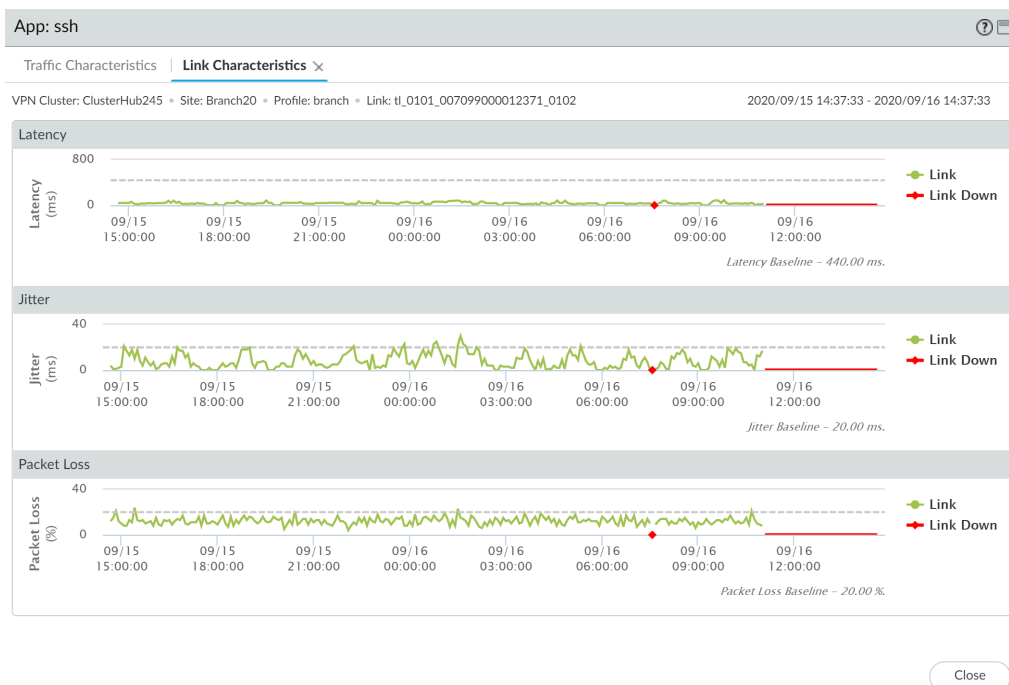 App: ssh
Traffic Characteristics
Link Characteristics
VPN Cluster: ClusterHub245 • Site: Branch20 • Profile: branch • Link: tl_0101_007099000012371_0102
2020/09/15 14:37:33 - 2020/09/16 14:37:33
Latency
Latency
(ms)
800
0
09/15
15:00:00
09/15
18:00:00
09/15
21:00:00
09/16
00:00:00
09/16
03:00:00
09/16
06:00:00
09/16
09:00:00
09/16
12:00:00
Link
Link Down
Latency Baseline – 440.00 ms.
Jitter
Jitter
(ms)
40
0
09/15
15:00:00
09/15
18:00:00
09/15
21:00:00
09/16
00:00:00
09/16
03:00:00
09/16
06:00:00
09/16
09:00:00
09/16
12:00:00
Link
Link Down
Jitter Baseline – 20.00 ms.
Packet Loss
Packet Loss
(%)
40
0
09/15
15:00:00
09/15
18:00:00
09/15
21:00:00
09/16
00:00:00
09/16
03:00:00
09/16
06:00:00
09/16
09:00:00
09/16
12:00:00
Link
Link Down
Packet Loss Baseline – 20.00 %.
Close